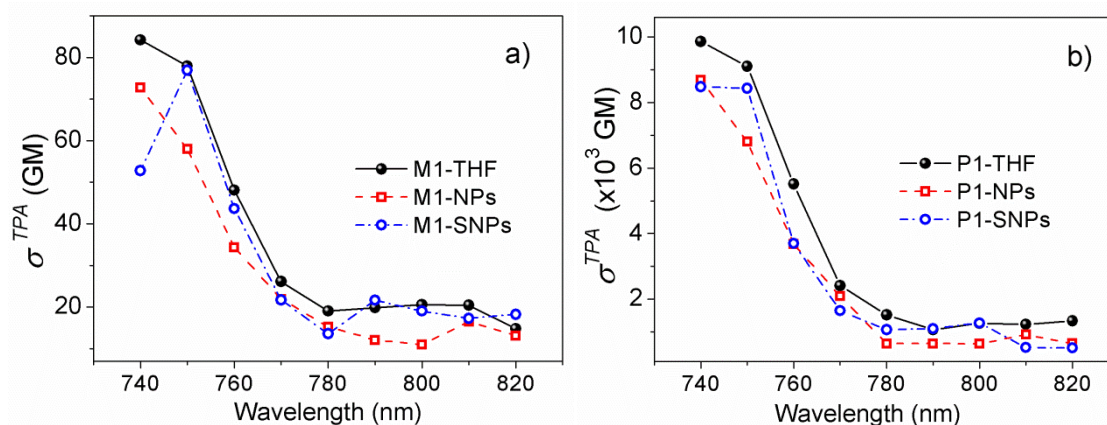 a)
80
60
40
20
σ^TPA (GM)
M1-THF
M1-NPs
M1-SNPs
740 760 780 800 820
Wavelength (nm)
b)
10
8
6
4
2
σ^TPA (x10³ GM)
P1-THF
P1-NPs
P1-SNPs
740 760 780 800 820
Wavelength (nm)